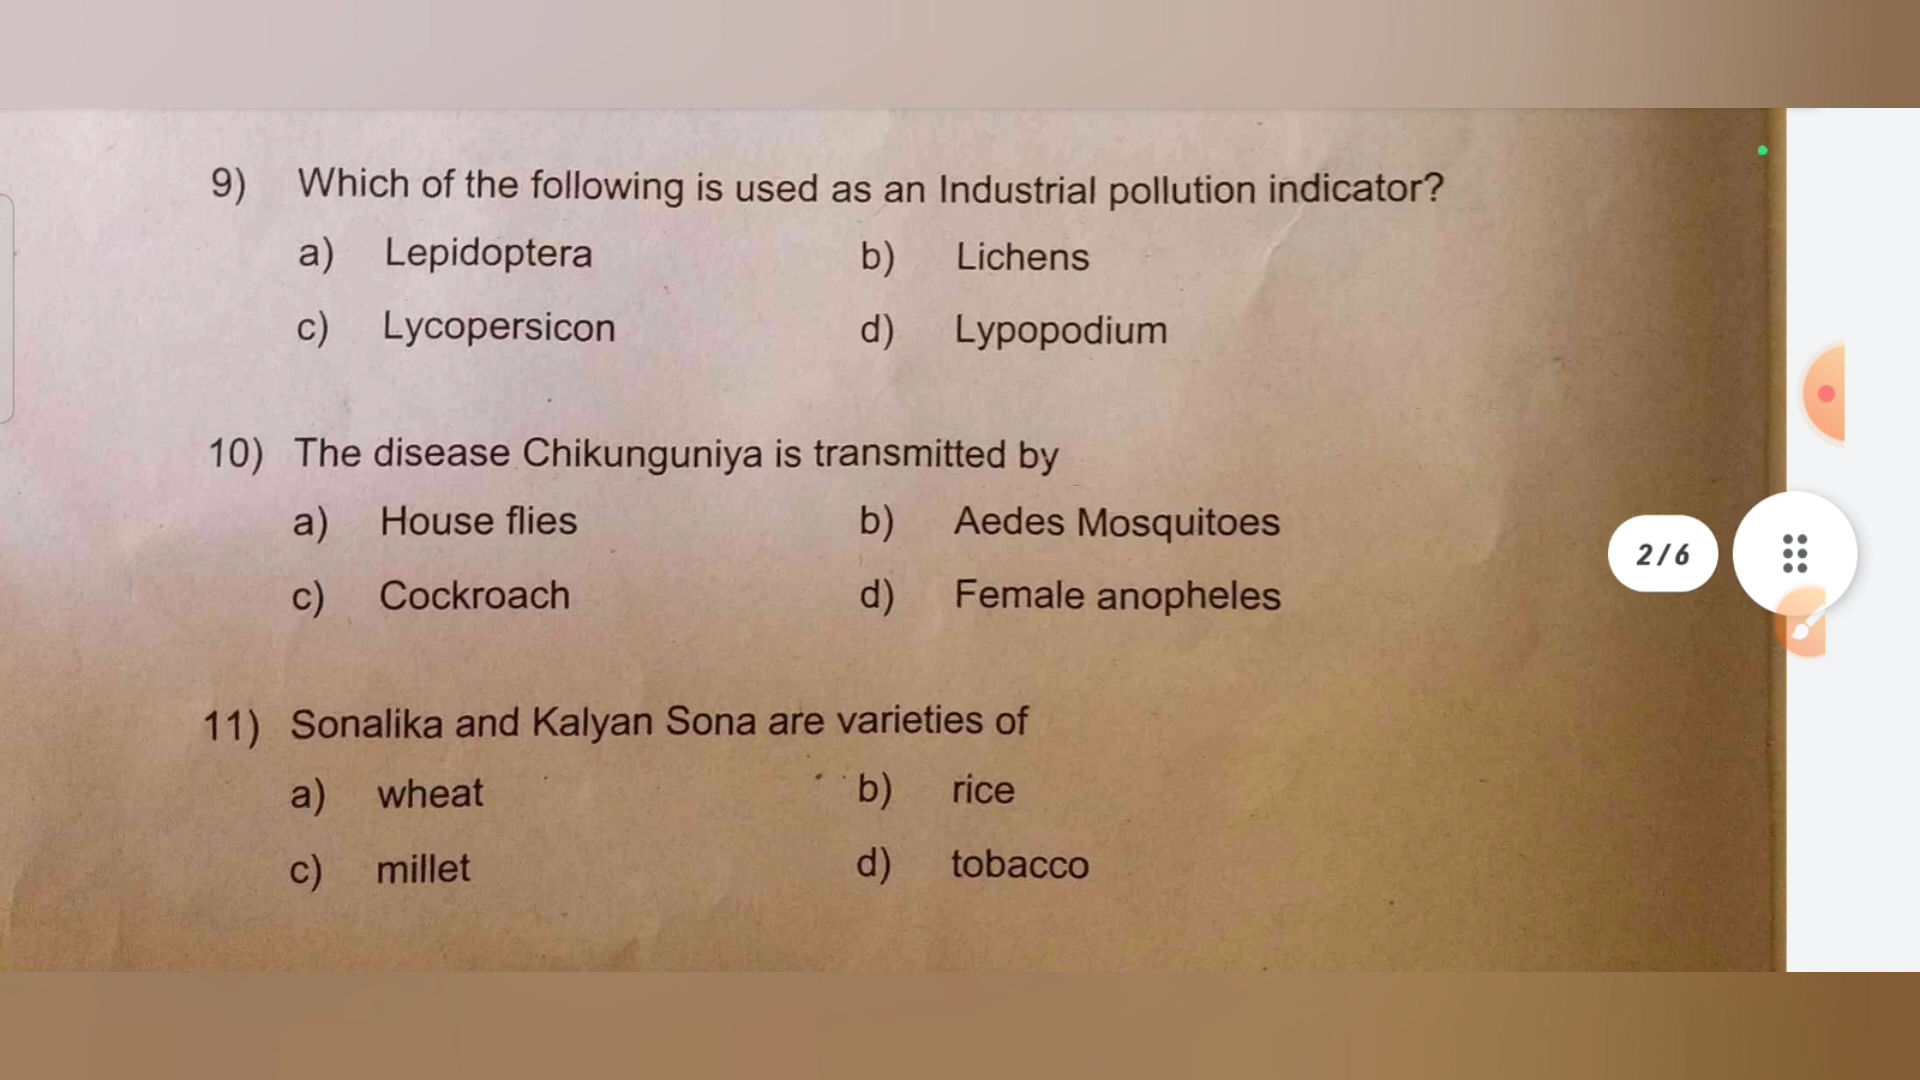 9) Which of the following is used as an Industrial pollution indicator?
a) Lepidoptera b) Lichens
c) Lycopersicon d) Lypopodium
10) The disease Chikunguniya is transmitted by
a) House flies b) Aedes Mosquitoes
c) Cockroach d) Female anopheles
2/6
11) Sonalika and Kalyan Sona are varieties of
a) wheat b) rice
c) millet d) tobacco